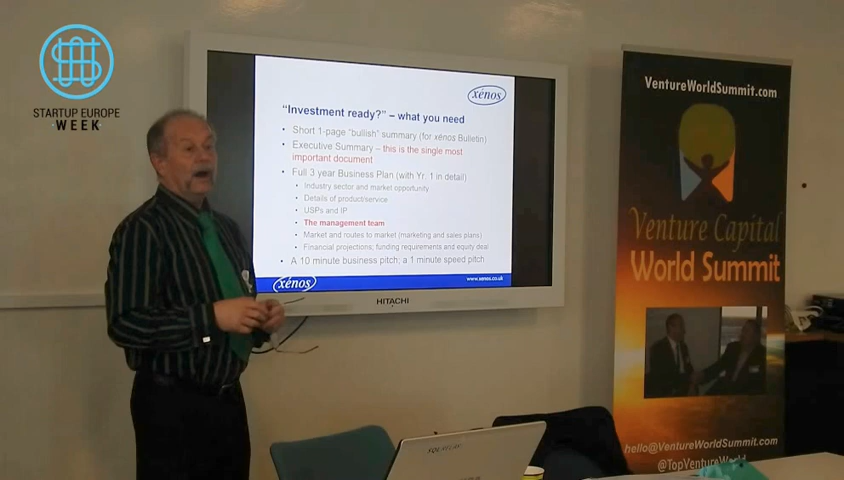 STARTUP EUROPE
WEEK
xénos
"Investment ready?" – what you need
• Short 1-page "bullish" summary (for xénos Bulletin)
• Executive Summary – this is the single most
important document
• Full 3 year Business Plan (with Yr. 1 in detail)
• Industry sector and market opportunity
• Details of product/service
• USPs and IP
• The management team
• Market and routes to market (marketing and sales plans)
• Financial projections; funding requirements and equity deal
• A 10 minute business pitch; a 1 minute speed pitch
xénos
www.xenos.co.uk
HITACHI
VentureWorldSummit.com
Venture Capital
World Summit
hello@VentureWorldSummit.com
@TopVentureWorld